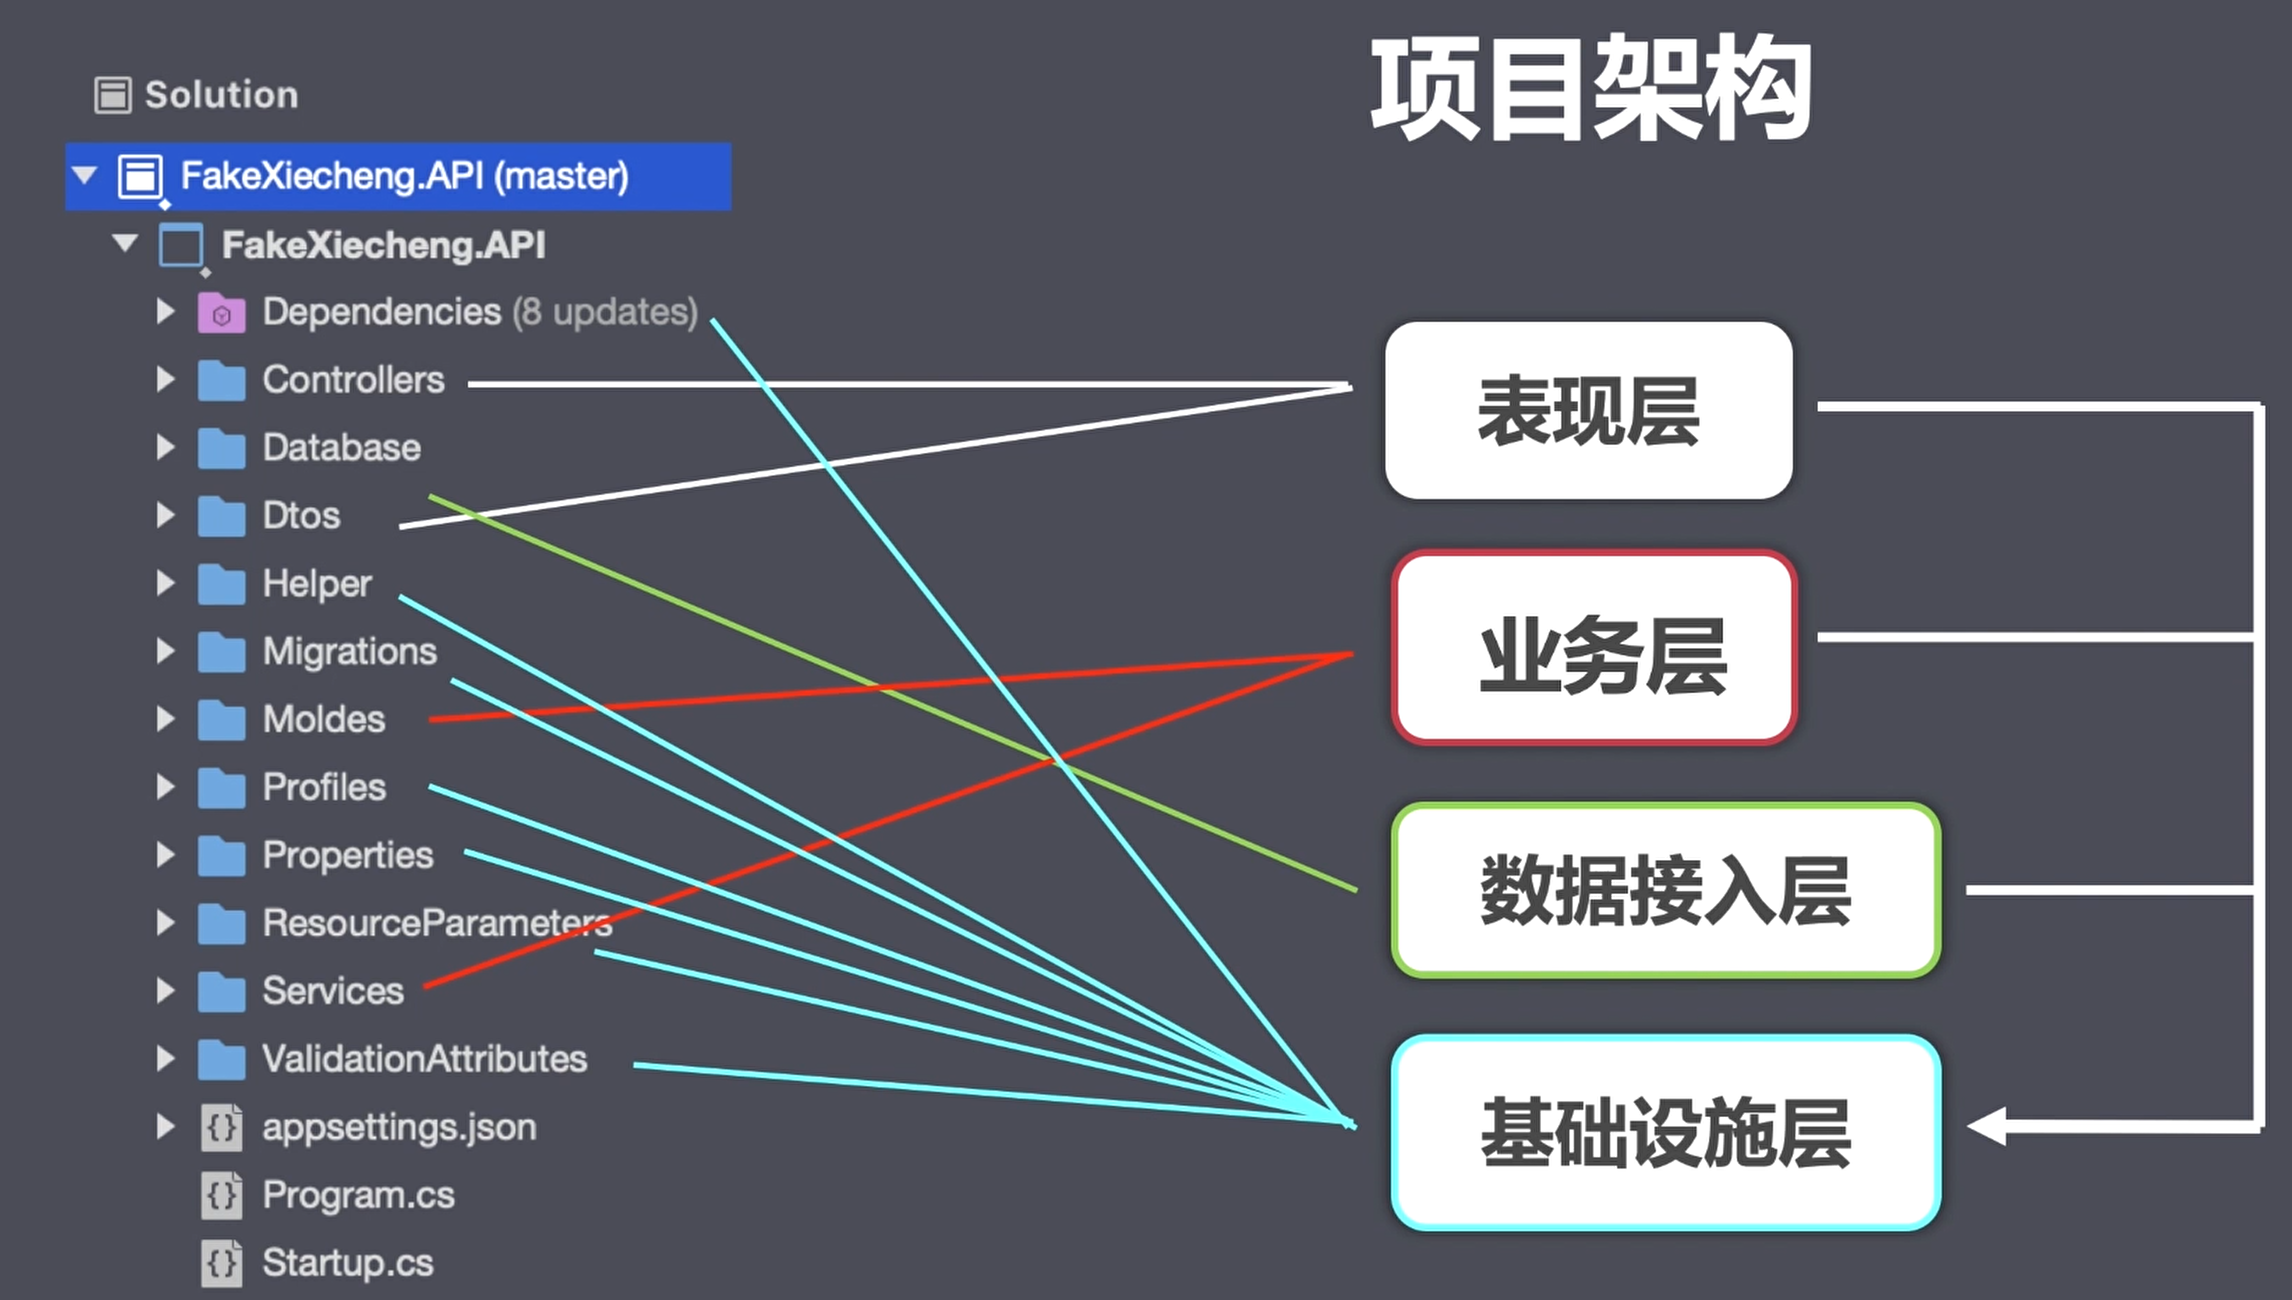 项目架构
Solution
FakeXiecheng.API (master)
FakeXiecheng.API
Dependencies (8 updates)
Controllers
Database
Dtos
Helper
Migrations
Moldes
Profiles
Properties
ResourceParameters
Services
ValidationAttributes
appsettings.json
Program.cs
Startup.cs
表现层
业务层
数据接入层
基础设施层